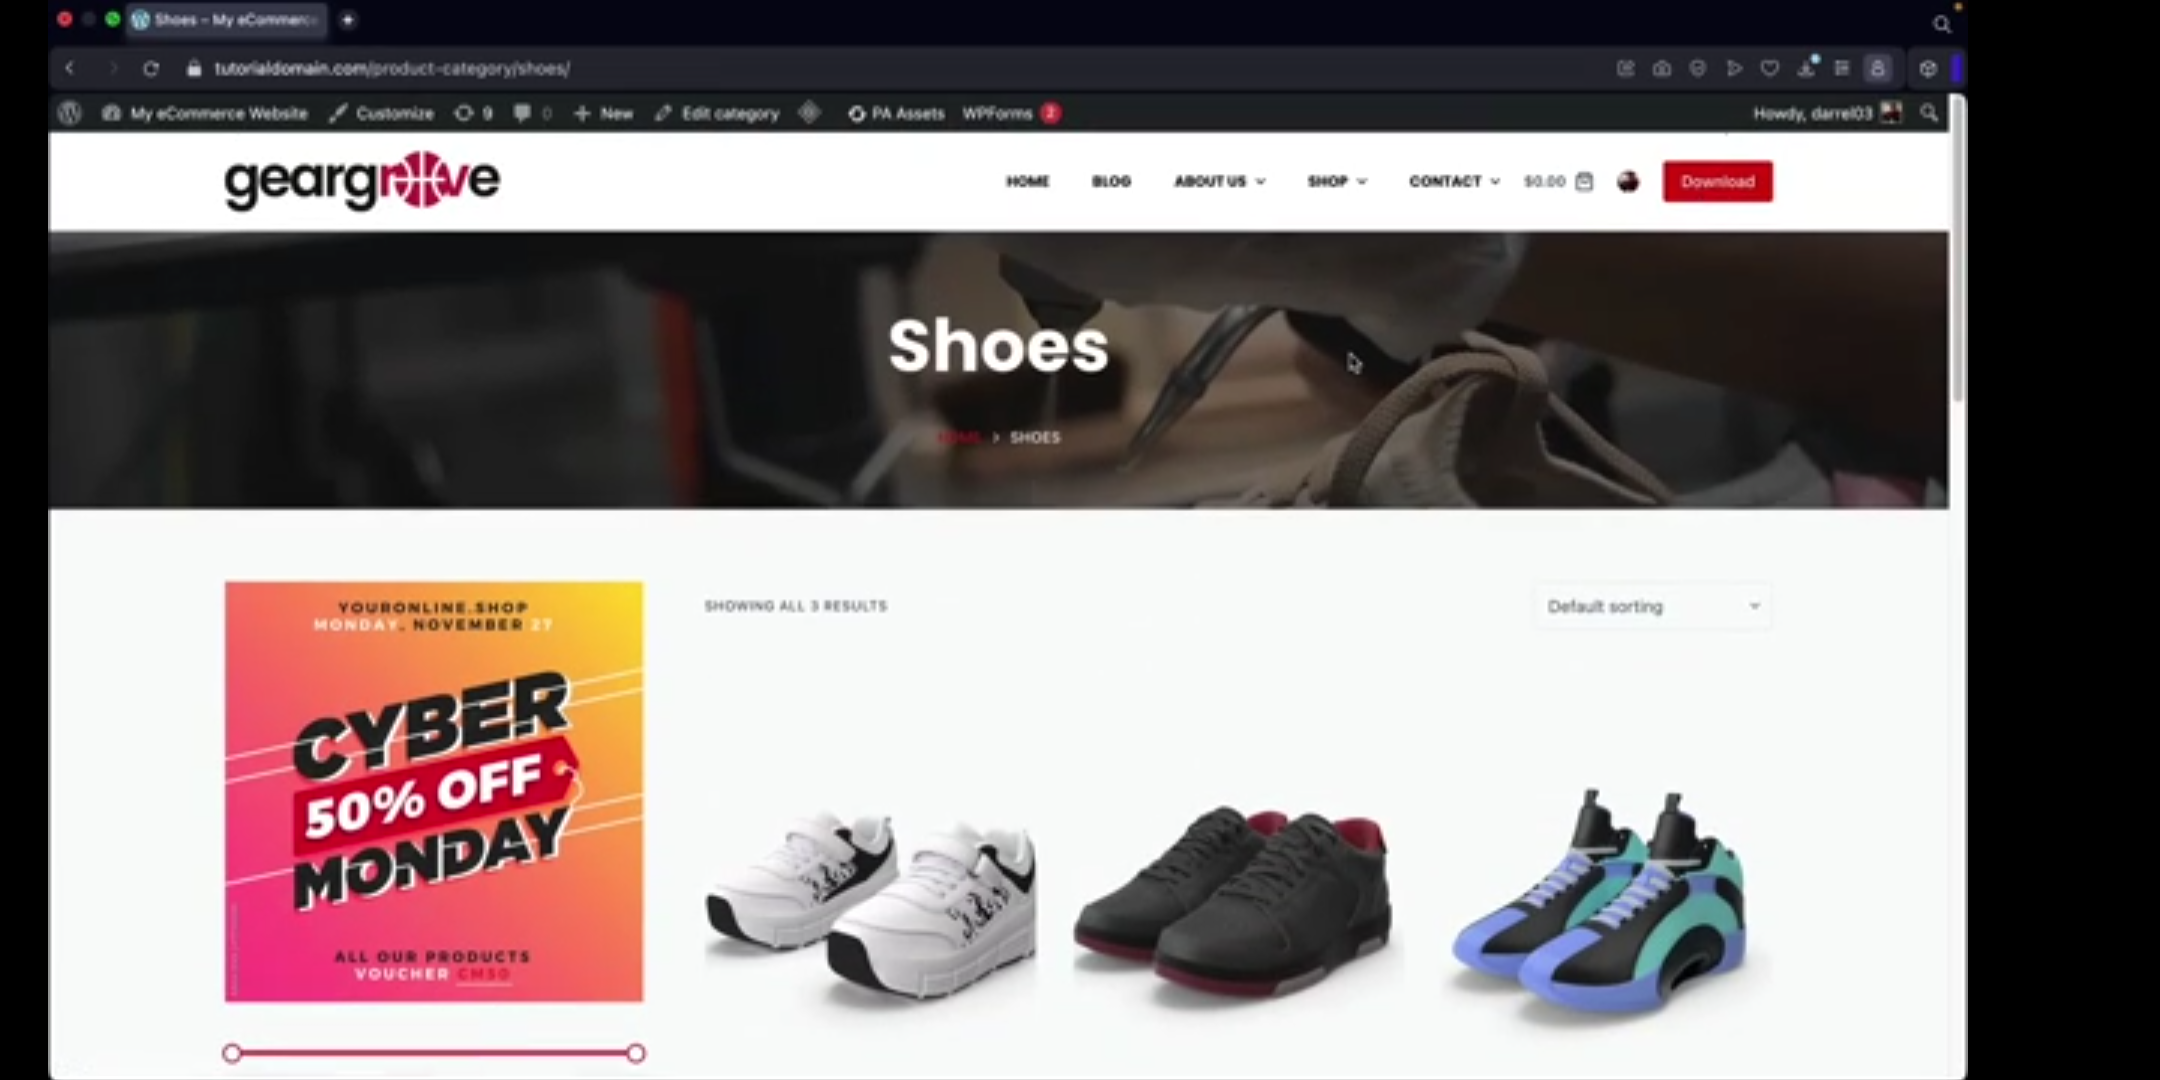 Shoes – My eCommerce
tutorialdomain.com/product-category/shoes/
My eCommerce Website Customize 9 0 New Edit category PA Assets WPForms 2 Howdy, darrel03
geargroove
HOME BLOG ABOUT US SHOP CONTACT $0.00 Download
Shoes
HOME > SHOES
YOURONLINE.SHOP
MONDAY, NOVEMBER 27
CYBER
50% OFF
MONDAY
ALL OUR PRODUCTS
VOUCHER CM50
SHOWING ALL 3 RESULTS
Default sorting